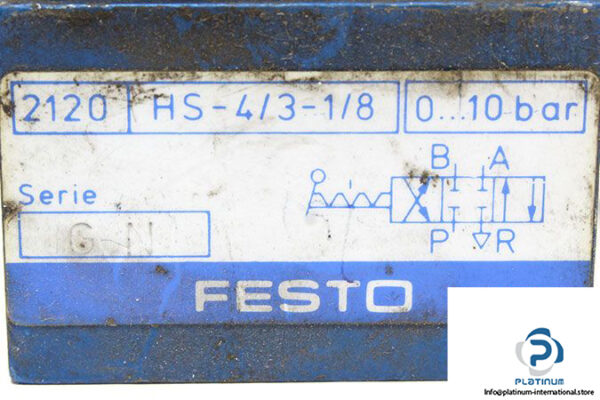 2120 HS-4/3-1/8 0...10 bar
B A
Serie
G N
P R
FESTO
PLATINUM
Info@platinum-international.store